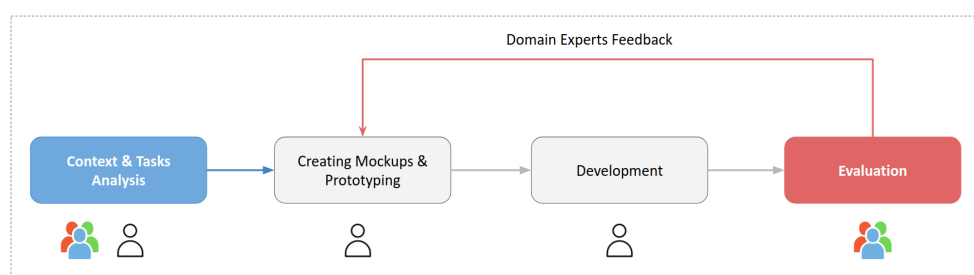 Domain Experts Feedback
Context & Tasks
Analysis
Creating Mockups &
Prototyping
Development
Evaluation